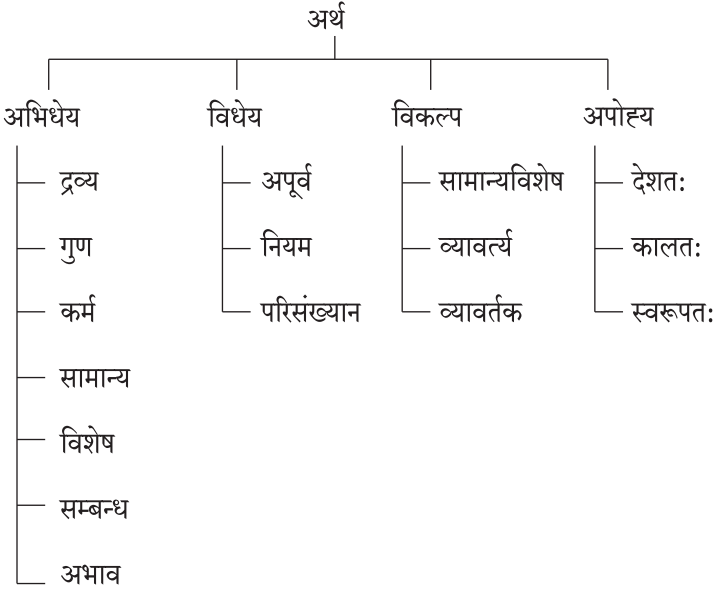 अर्थ
अभिधेय विधेय विकल्प अपोह्य
द्रव्य अपूर्व सामान्यविशेष देशत:
गुण नियम व्यावर्त्य कालत:
कर्म परिसंख्यान व्यावर्तक स्वरूपत:
सामान्य
विशेष
सम्बन्ध
अभाव